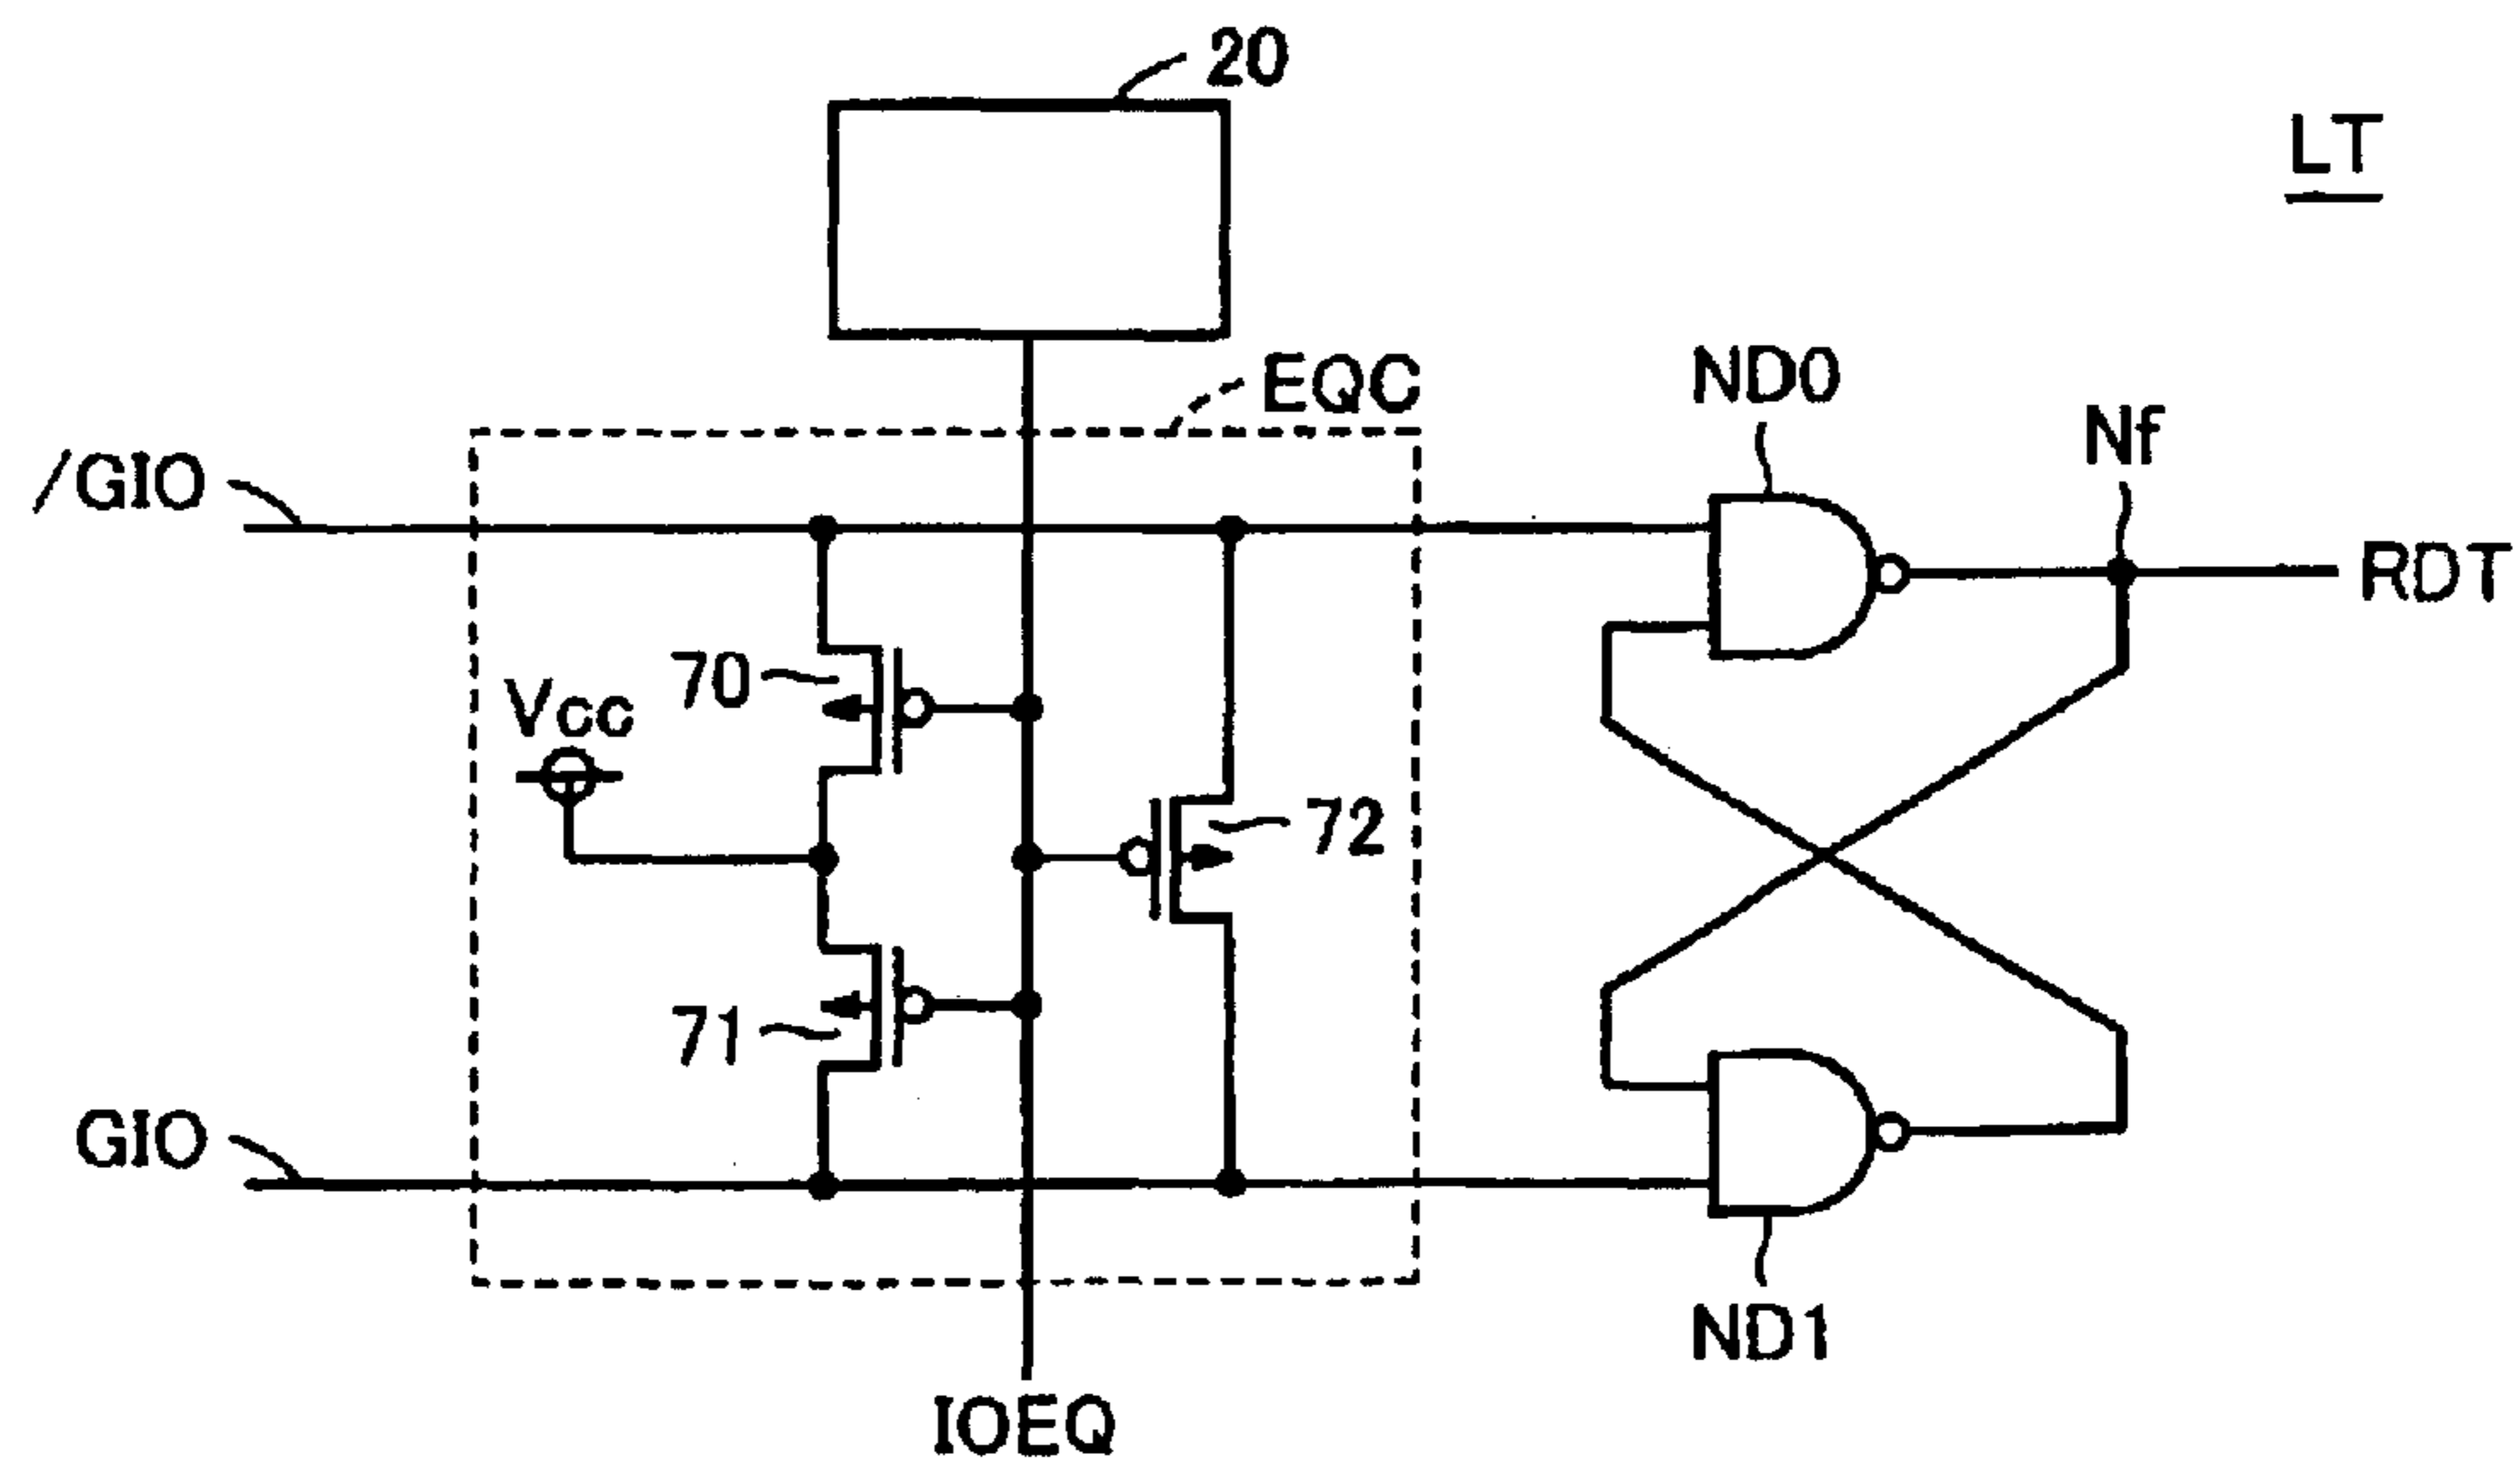 20
LT
EQC
ND0
Nf
/GIO
RDT
70
Vcc
72
71
GIO
ND1
IOEQ